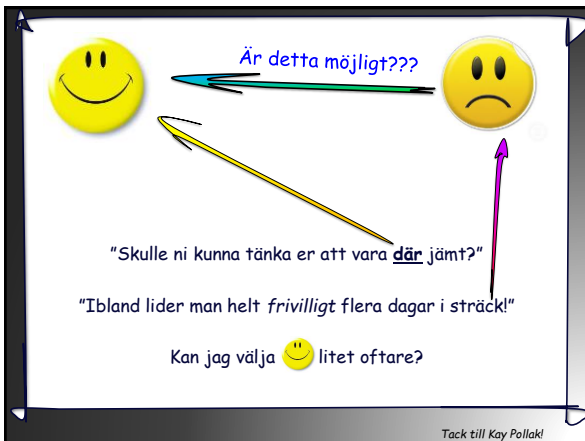 Är detta möjligt???
”Skulle ni kunna tänka er att vara där jämt?”
”Ibland lider man helt frivilligt flera dagar i sträck!”
Kan jag välja litet oftare?
Tack till Kay Pollak!